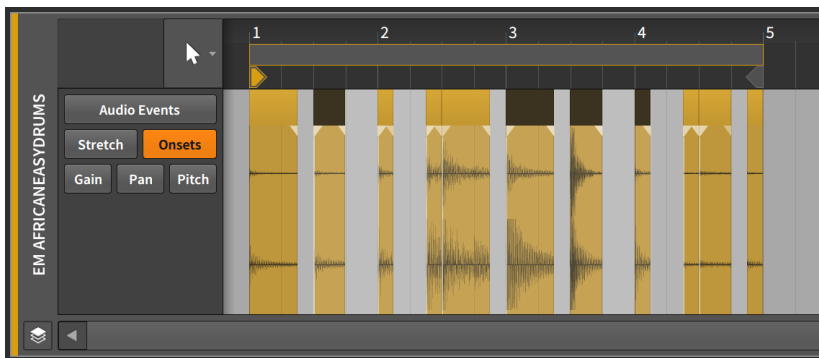 1 2 3 4 5
EM AFRICANEASYDRUMS
Audio Events
Stretch Onsets
Gain Pan Pitch